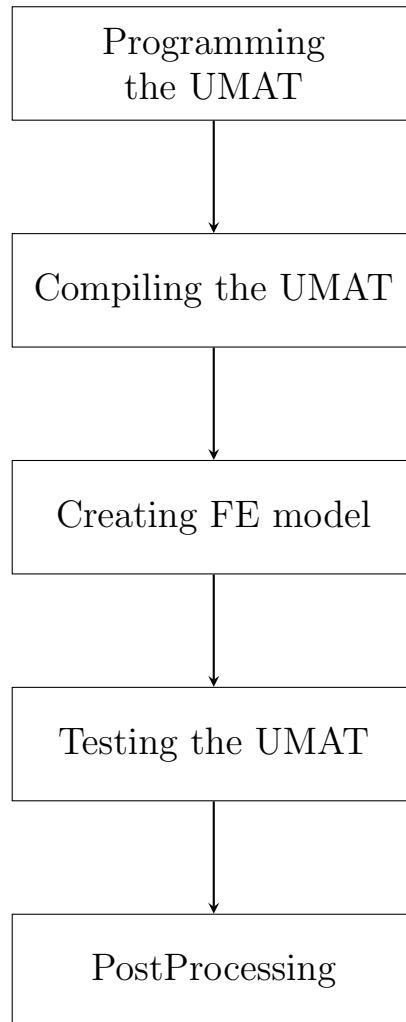 Programming
the UMAT
Compiling the UMAT
Creating FE model
Testing the UMAT
PostProcessing